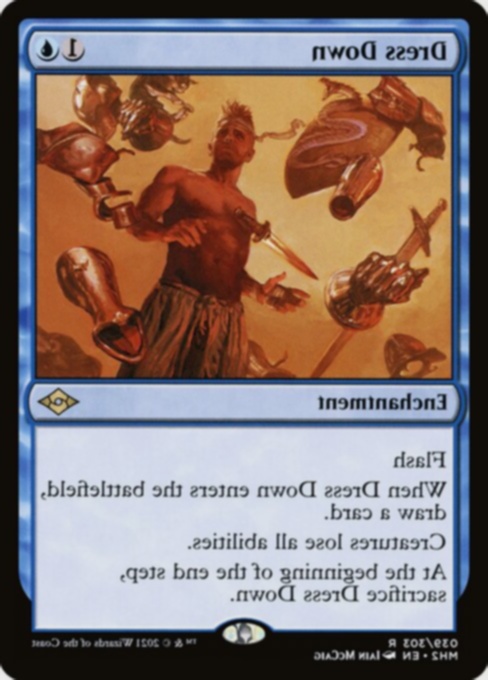 Dress Down
1
Enchantment
Flash
When Dress Down enters the battlefield,
draw a card.
Creatures lose all abilities.
At the beginning of the end step,
sacrifice Dress Down.
039/303 R
MH2 • EN IAIN McCAIG
™ & © 2021 Wizards of the Coast